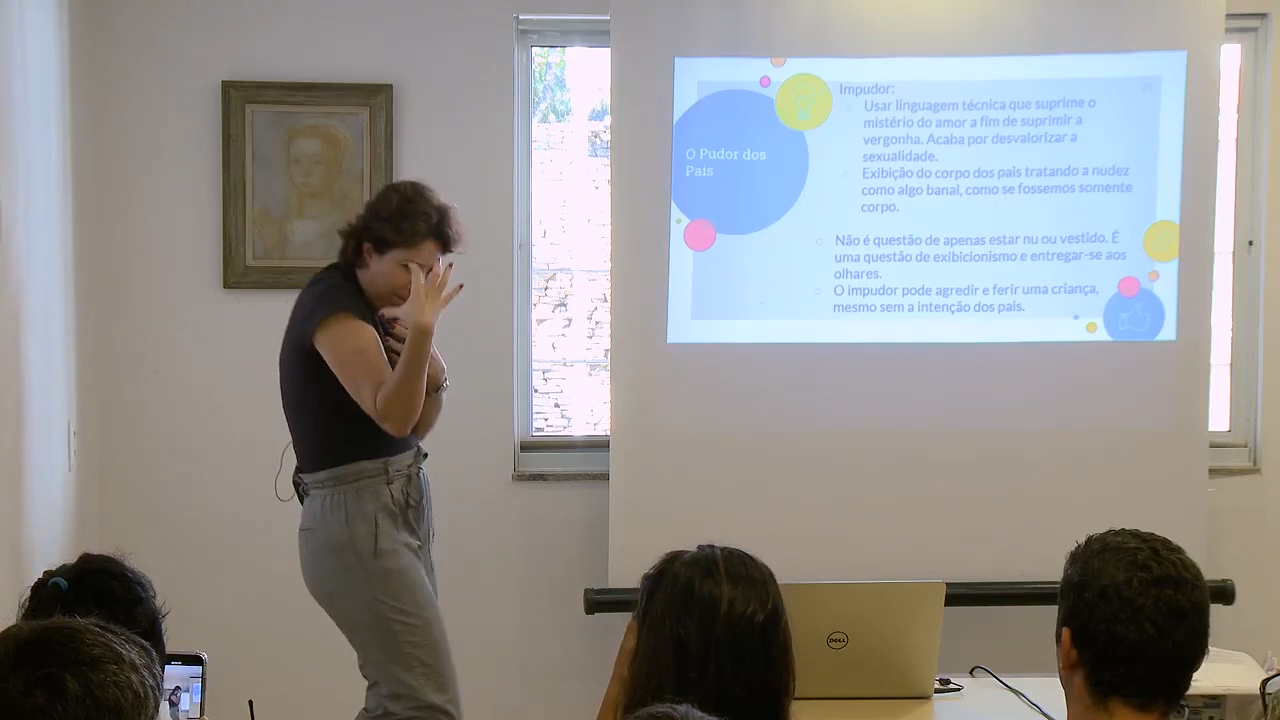 O Pudor dos
Pais
Impudor:
Usar linguagem técnica que suprime o
mistério do amor a fim de suprimir a
vergonha. Acaba por desvalorizar a
sexualidade.
Exibição do corpo dos pais tratando a nudez
como algo banal, como se fossemos somente
corpo.
Não é questão de apenas estar nu ou vestido. É
uma questão de exibicionismo e entregar-se aos
olhares.
O impudor pode agredir e ferir uma criança,
mesmo sem a intenção dos pais.
DELL